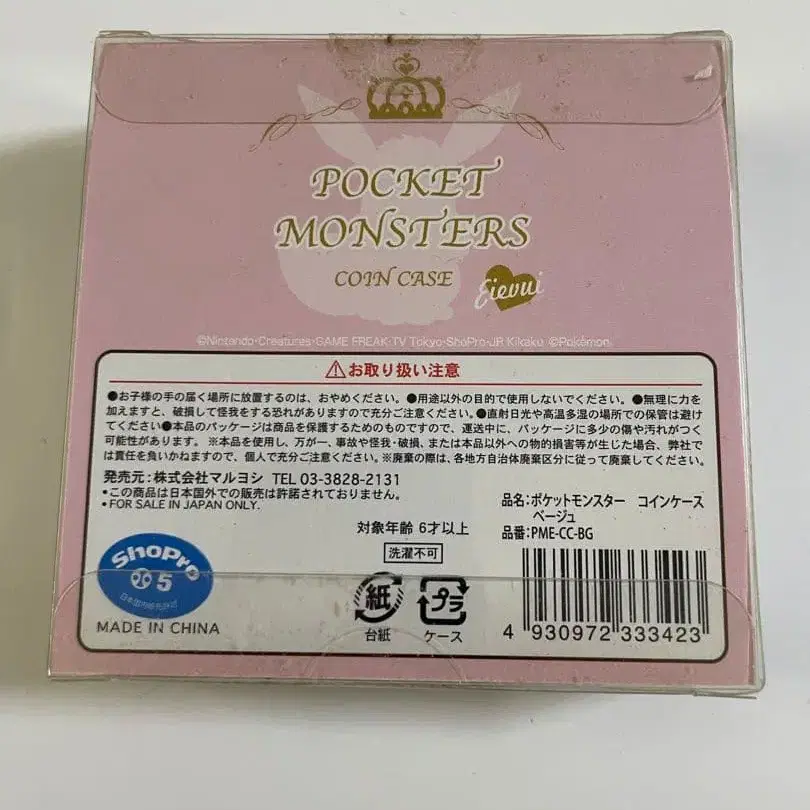 POCKET
MONSTERS
COIN CASE
Eievui
©Nintendo・Creatures・GAME FREAK・TV Tokyo・ShoPro・JR Kikaku ©Pokémon
⚠お取り扱い注意
●お子様の手の届く場所に放置するのは、おやめください。●用途以外の目的で使用しないでください。●無理に力を
加えますと、破損して怪我をする恐れがありますので充分ご注意ください。●直射日光や高温多湿の場所での保管は避け
てください●本品のパッケージは商品を保護するためのものですので、運送中に、パッケージに多少の傷や汚れがつく
可能性があります。※本品を使用し、万が一、事故や怪我・破損、または本品以外への物的損害等が生じた場合、弊社で
は責任を負いかねますので、個人で充分ご注意ください。※廃棄の際は、各地方自治体廃棄区分に従って廃棄してください。
発売元：株式会社マルヨシ TEL 03-3828-2131
・この商品は日本国外での販売は許諾されておりません。
・FOR SALE IN JAPAN ONLY.
品名：ポケットモンスター コインケース
ベージュ
品番：PME-CC-BG
対象年齢 6才以上
洗濯不可
ShoPro
5
MADE IN CHINA
紙
台紙
プラ
ケース
4 930972 333423